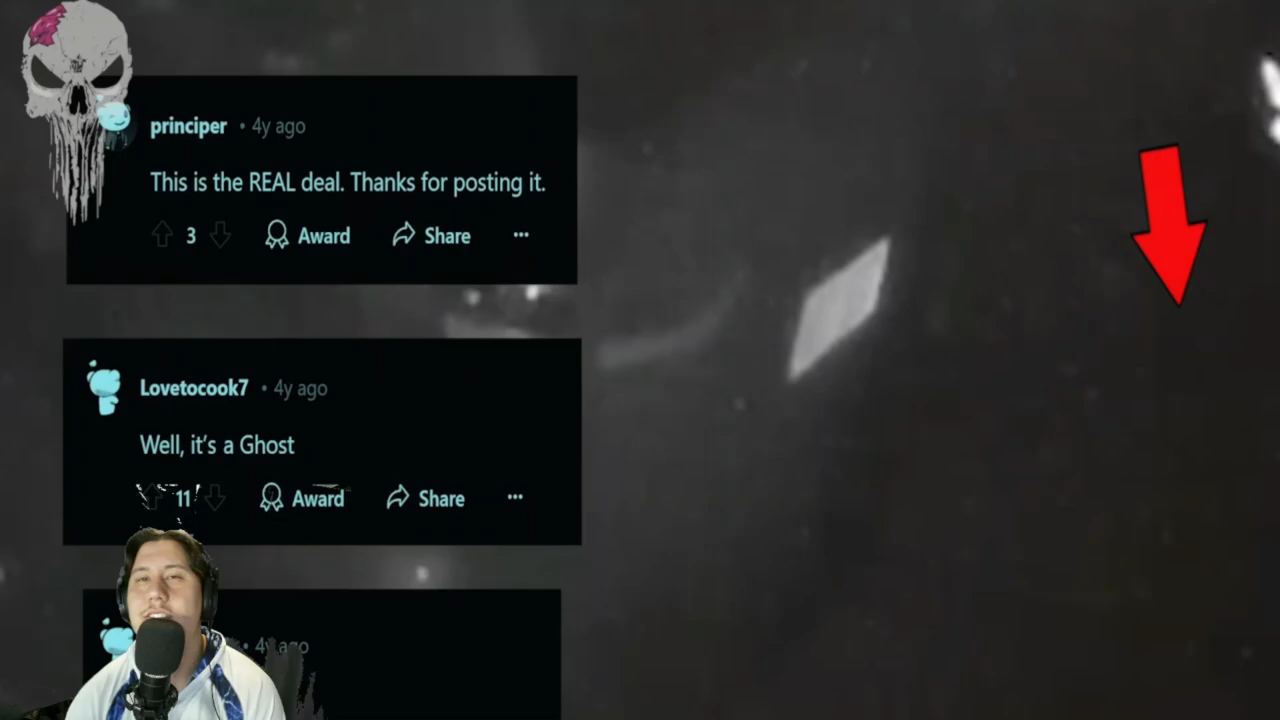 principer • 4y ago
This is the REAL deal. Thanks for posting it.
3 Award Share
Lovetocook7 • 4y ago
Well, it's a Ghost
11 Award Share
• 4y ago